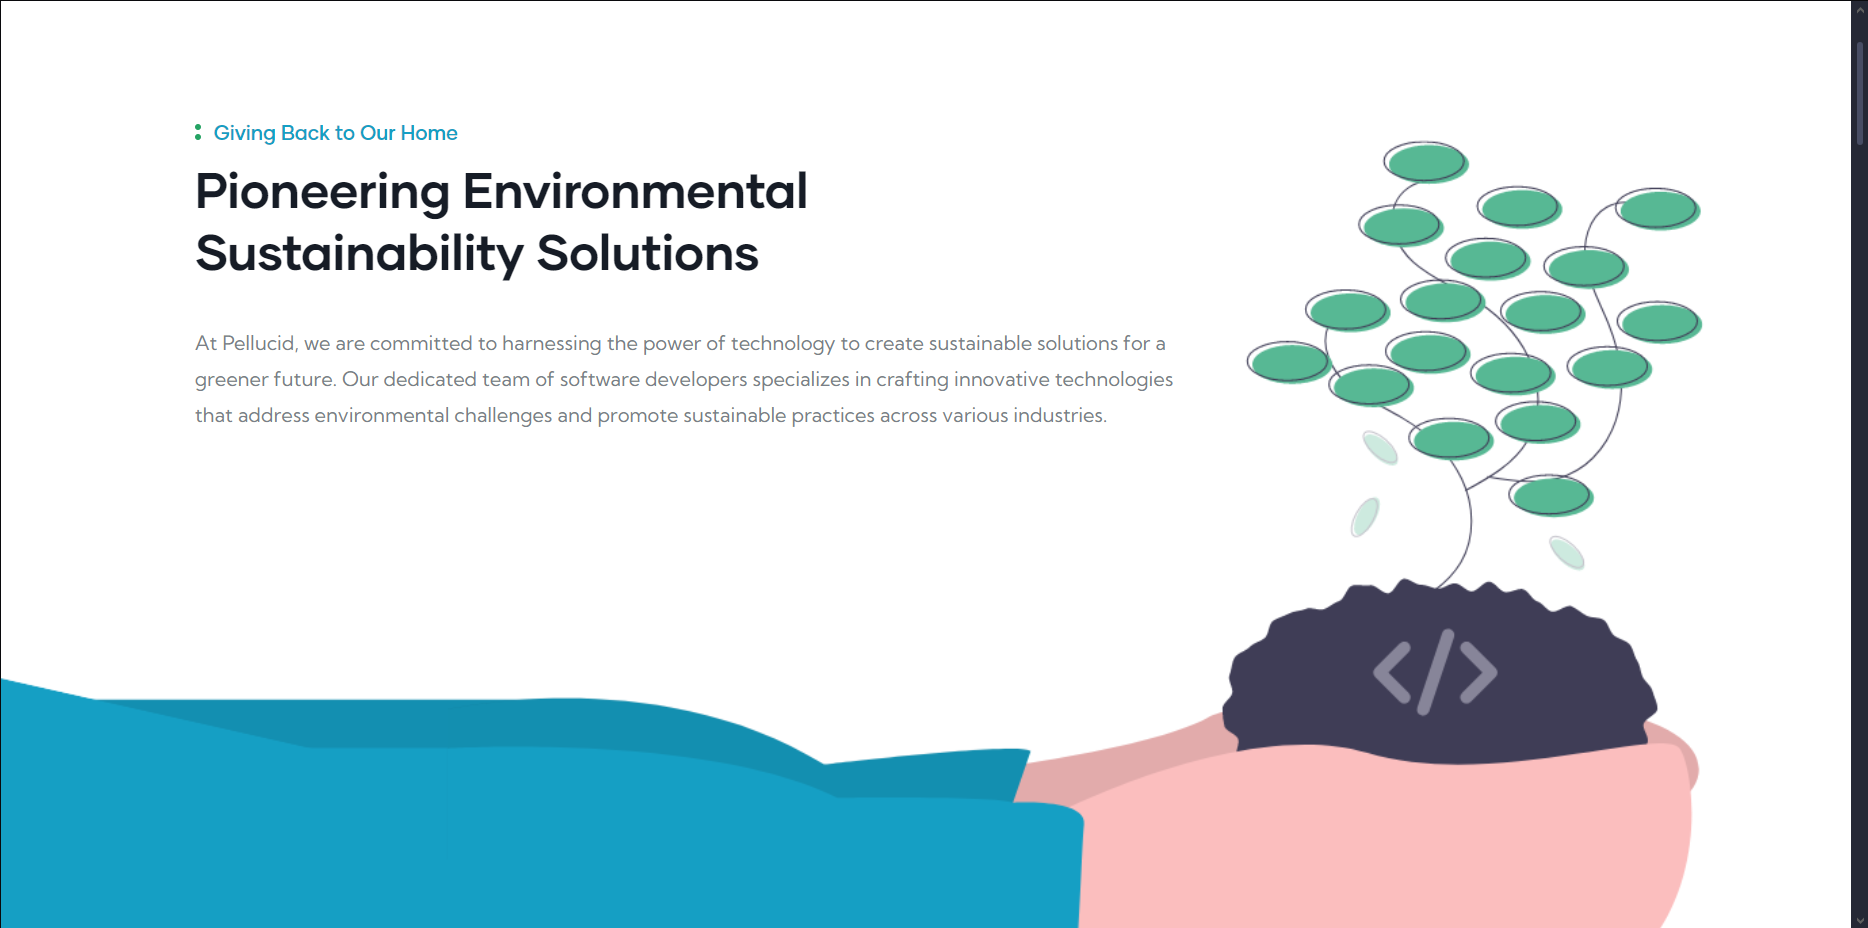 Giving Back to Our Home
Pioneering Environmental
Sustainability Solutions
At Pellucid, we are committed to harnessing the power of technology to create sustainable solutions for a
greener future. Our dedicated team of software developers specializes in crafting innovative technologies
that address environmental challenges and promote sustainable practices across various industries.
</>